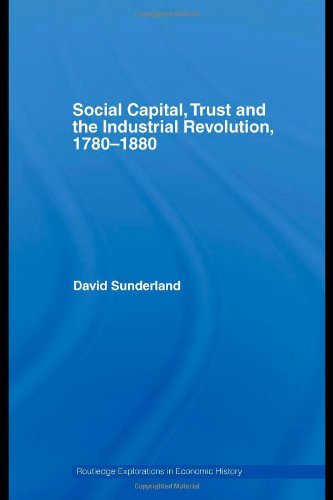 Social Capital, Trust and
the Industrial Revolution,
1780–1880
David Sunderland
Routledge Explorations in Economic History